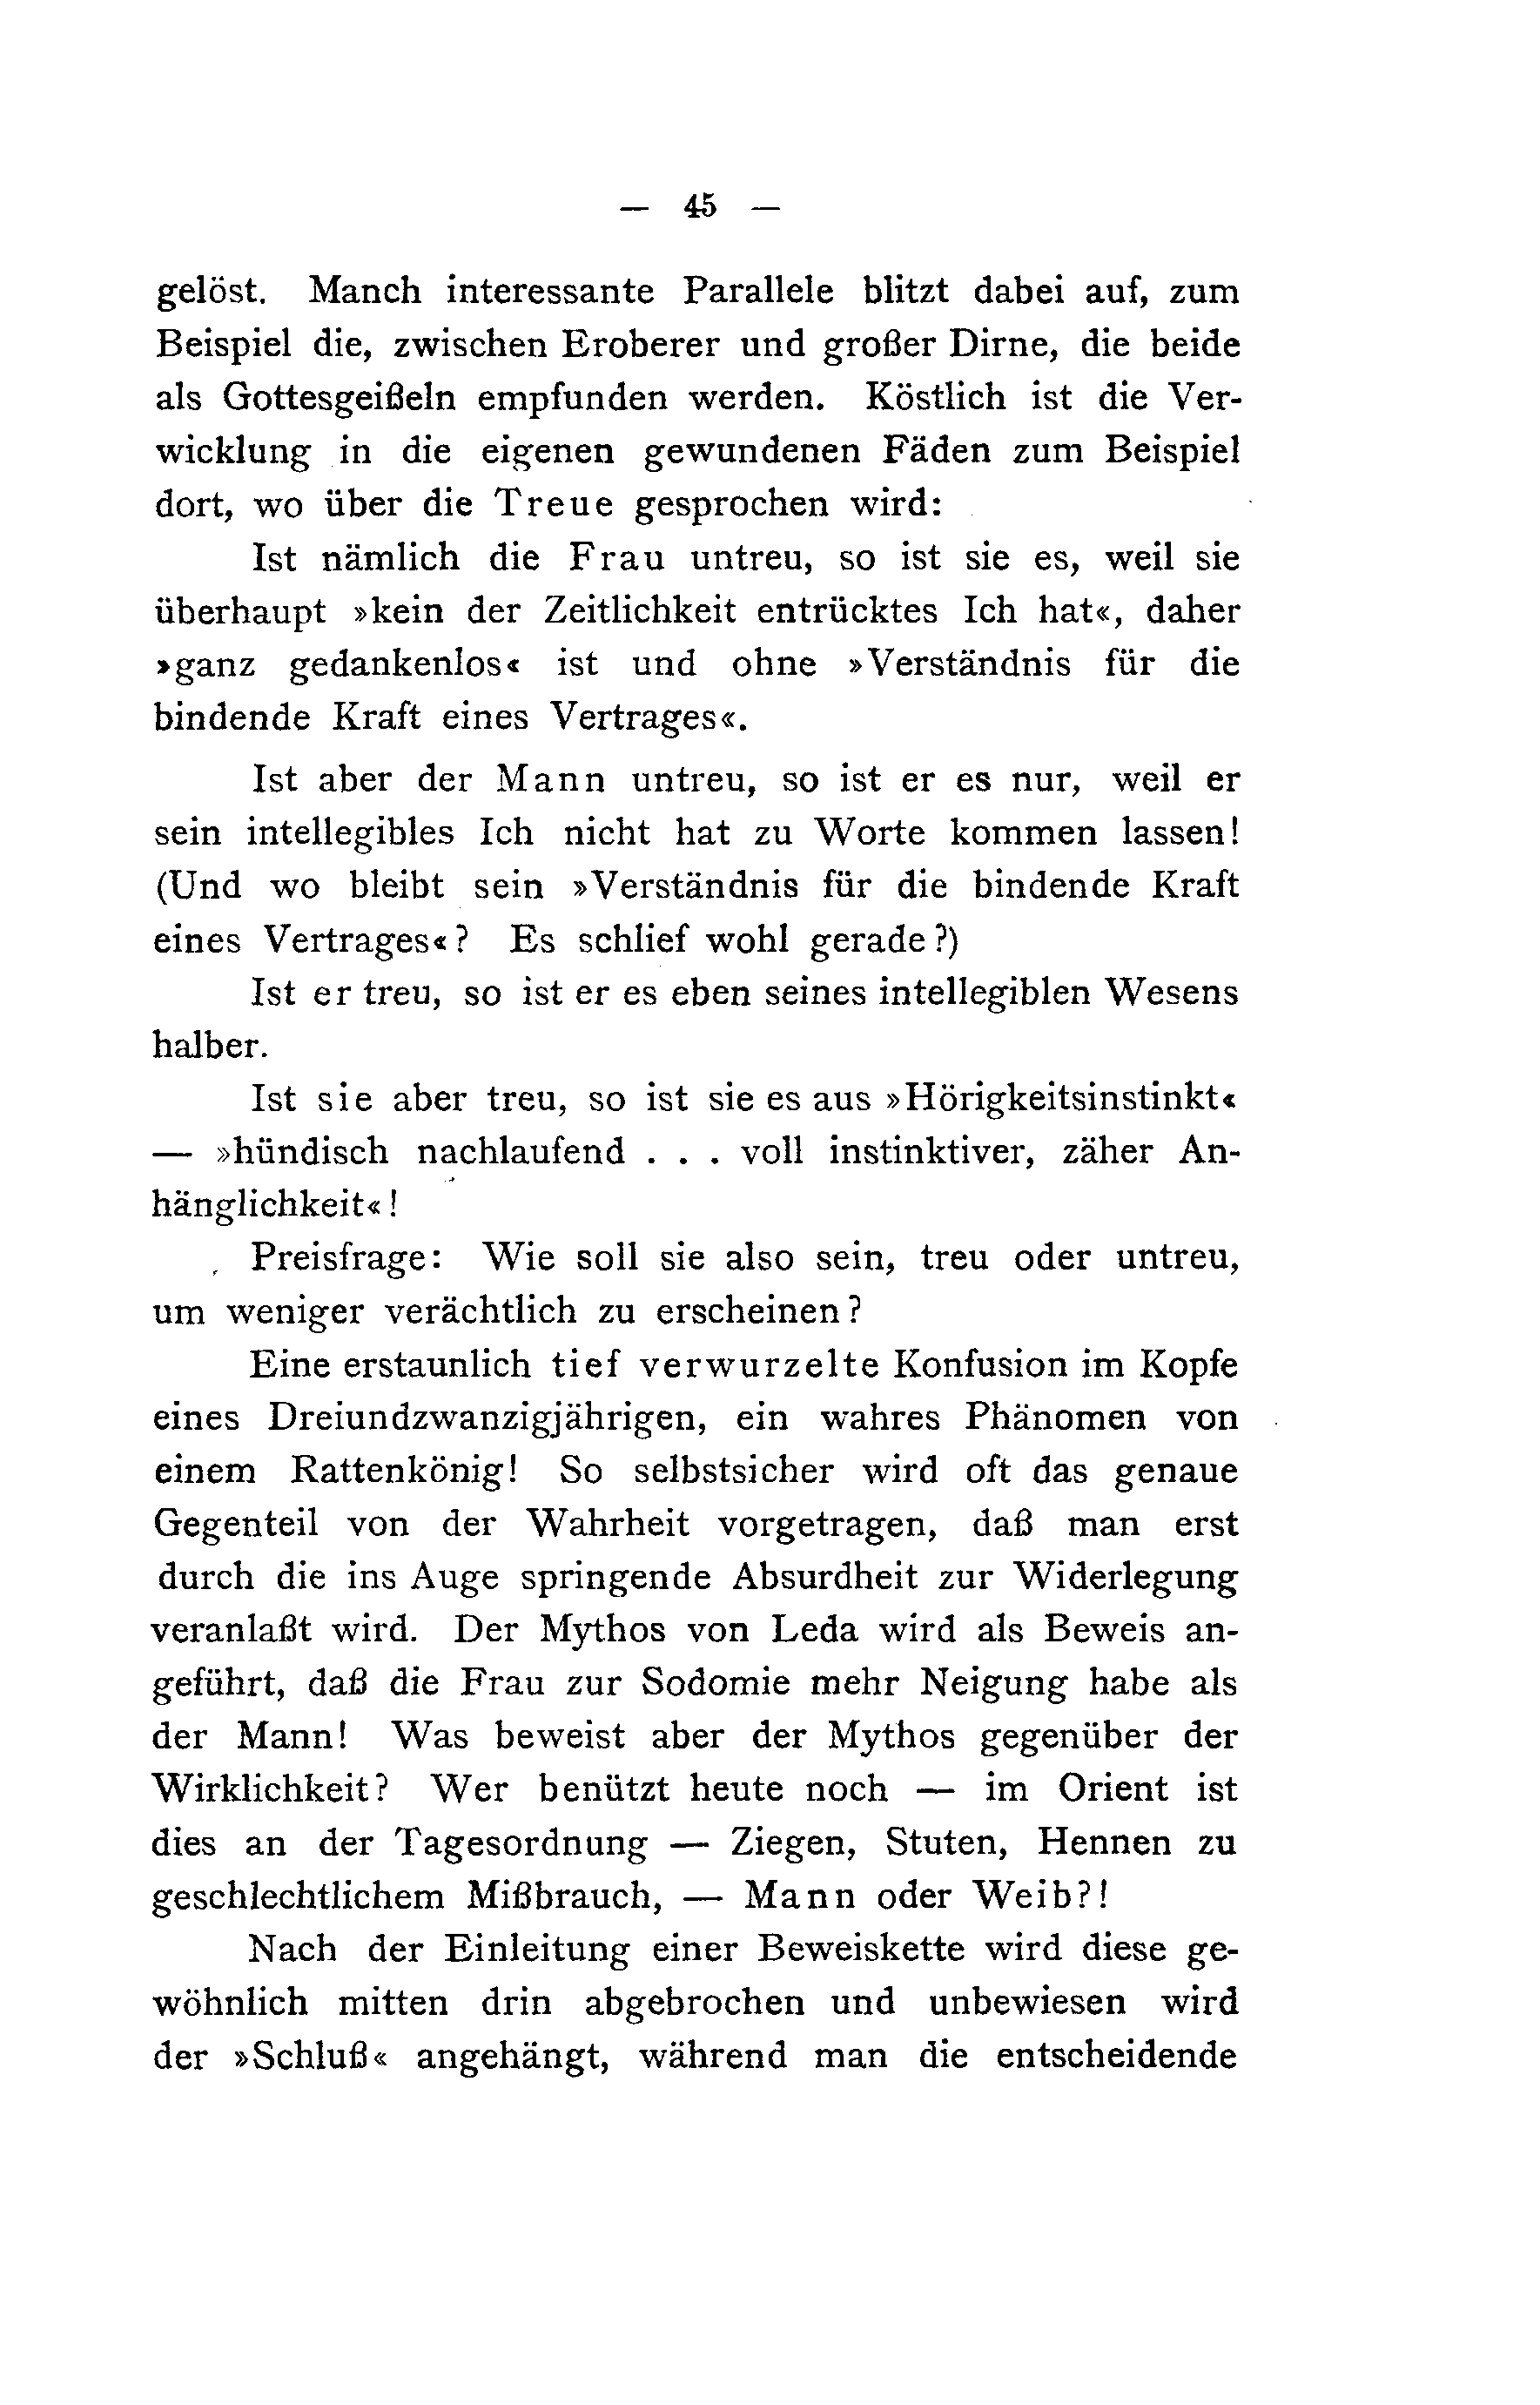 — 45 —
gelöst. Manch interessante Parallele blitzt dabei auf, zum
Beispiel die, zwischen Eroberer und großer Dirne, die beide
als Gottesgeißeln empfunden werden. Köstlich ist die Ver-
wicklung in die eigenen gewundenen Fäden zum Beispiel
dort, wo über die Treue gesprochen wird:
Ist nämlich die Frau untreu, so ist sie es, weil sie
überhaupt »kein der Zeitlichkeit entrücktes Ich hat«, daher
»ganz gedankenlos« ist und ohne »Verständnis für die
bindende Kraft eines Vertrages«.
Ist aber der Mann untreu, so ist er es nur, weil er
sein intellegibles Ich nicht hat zu Worte kommen lassen!
(Und wo bleibt sein »Verständnis für die bindende Kraft
eines Vertrages«? Es schlief wohl gerade?)
Ist er treu, so ist er es eben seines intellegiblen Wesens
halber.
Ist sie aber treu, so ist sie es aus »Hörigkeitsinstinkt«
— »hündisch nachlaufend . . . voll instinktiver, zäher An-
hänglichkeit«!
Preisfrage: Wie soll sie also sein, treu oder untreu,
um weniger verächtlich zu erscheinen?
Eine erstaunlich tief verwurzelte Konfusion im Kopfe
eines Dreiundzwanzigjährigen, ein wahres Phänomen von
einem Rattenkönig! So selbstsicher wird oft das genaue
Gegenteil von der Wahrheit vorgetragen, daß man erst
durch die ins Auge springende Absurdheit zur Widerlegung
veranlaßt wird. Der Mythos von Leda wird als Beweis an-
geführt, daß die Frau zur Sodomie mehr Neigung habe als
der Mann! Was beweist aber der Mythos gegenüber der
Wirklichkeit? Wer benützt heute noch — im Orient ist
dies an der Tagesordnung — Ziegen, Stuten, Hennen zu
geschlechtlichem Mißbrauch, — Mann oder Weib?!
Nach der Einleitung einer Beweiskette wird diese ge-
wöhnlich mitten drin abgebrochen und unbewiesen wird
der »Schluß« angehängt, während man die entscheidende